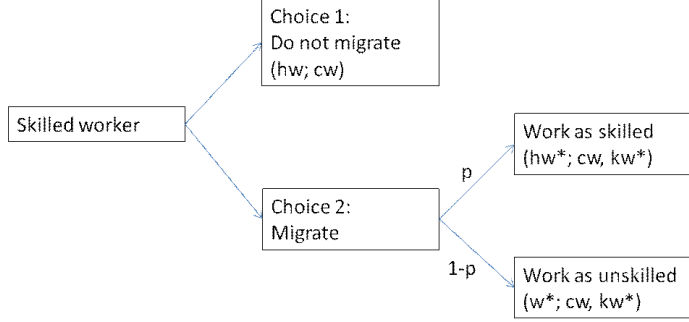 Choice 1:
Do not migrate
(hw; cw)
Skilled worker
Choice 2:
Migrate
p
1-p
Work as skilled
(hw*; cw, kw*)
Work as unskilled
(w*; cw, kw*)